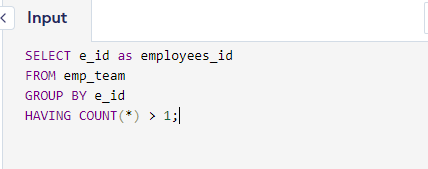 Input
SELECT e_id as employees_id
FROM emp_team
GROUP BY e_id
HAVING COUNT(*) > 1;